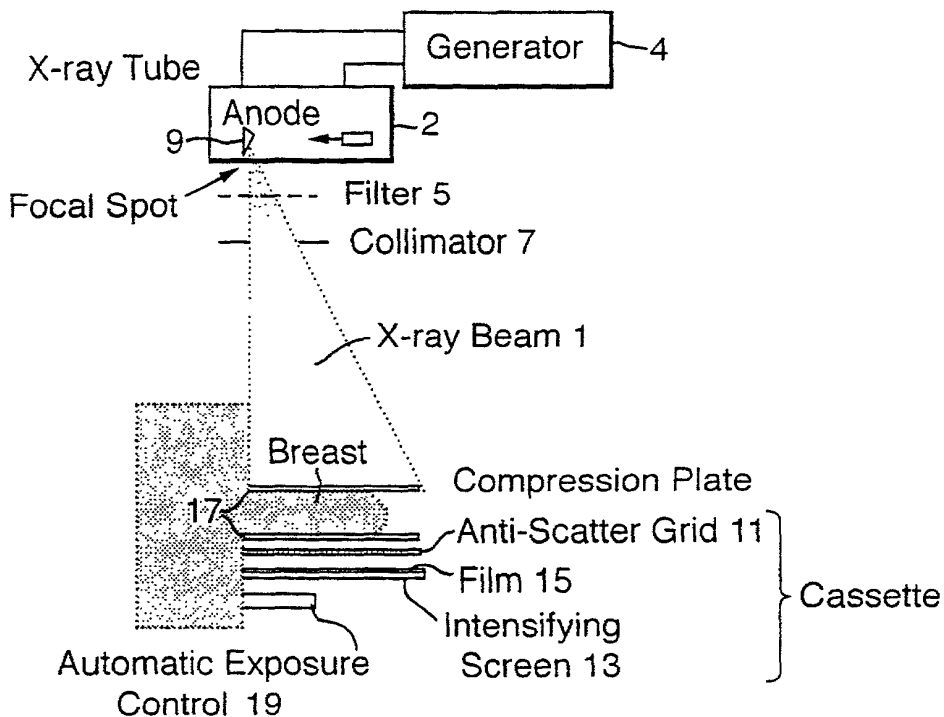 Generator
4
X-ray Tube
Anode
9
2
Focal Spot
Filter 5
Collimator 7
X-ray Beam 1
Breast
Compression Plate
17
Anti-Scatter Grid 11
Film 15
Cassette
Intensifying
Screen 13
Automatic Exposure
Control 19